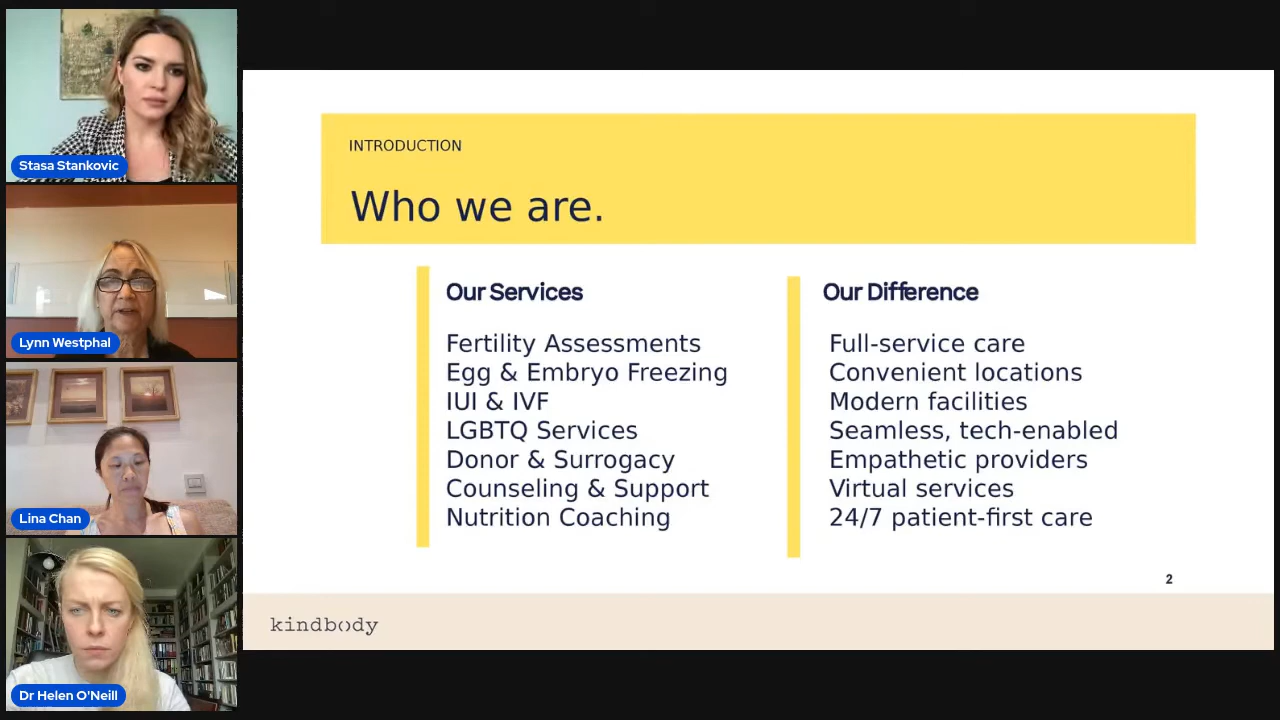 Stasa Stankovic
Lynn Westphal
Lina Chan
Dr Helen O'Neill
INTRODUCTION
Who we are.
Our Services
Fertility Assessments
Egg & Embryo Freezing
IUI & IVF
LGBTQ Services
Donor & Surrogacy
Counseling & Support
Nutrition Coaching
Our Difference
Full-service care
Convenient locations
Modern facilities
Seamless, tech-enabled
Empathetic providers
Virtual services
24/7 patient-first care
2
kindbody